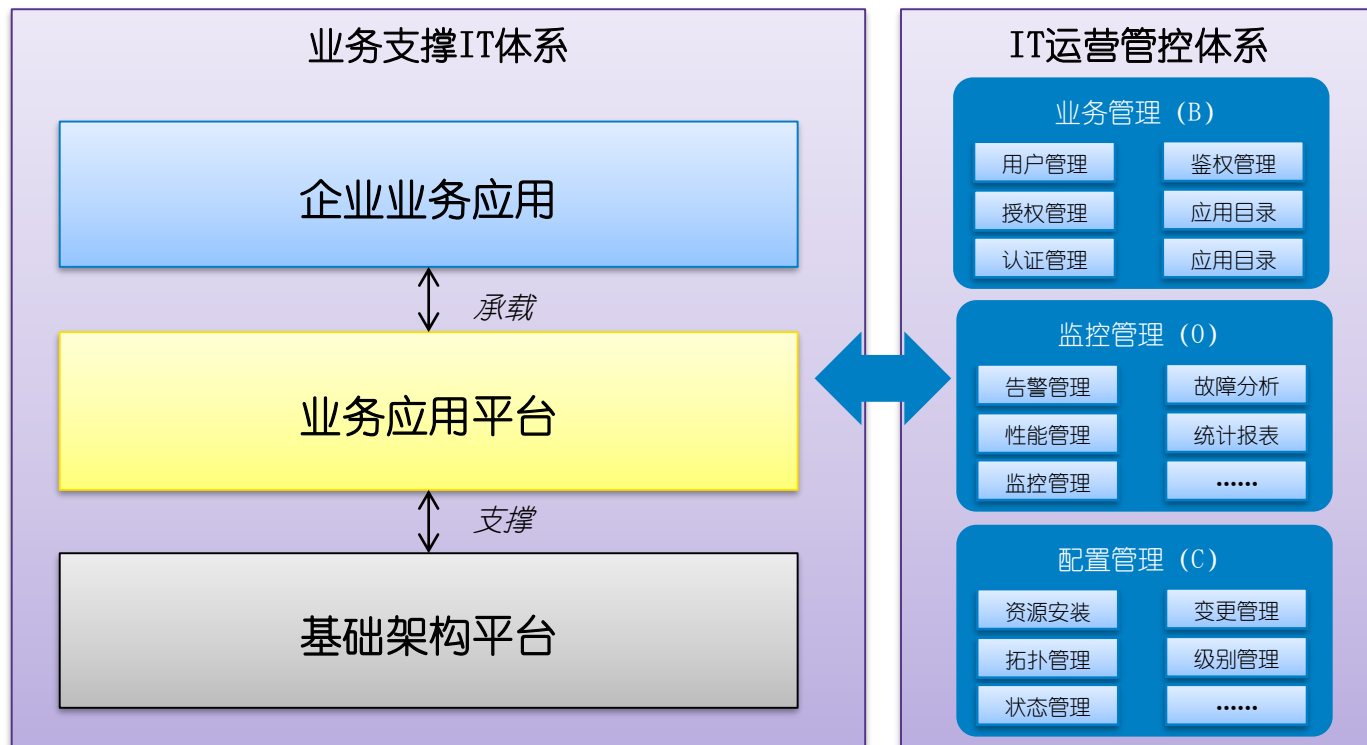 业务支撑IT体系
企业业务应用
承载
业务应用平台
支撑
基础架构平台
IT运营管控体系
业务管理（B）
用户管理
鉴权管理
授权管理
应用目录
认证管理
应用目录
监控管理（O）
告警管理
故障分析
性能管理
统计报表
监控管理
……
配置管理（C）
资源安装
变更管理
拓扑管理
级别管理
状态管理
……